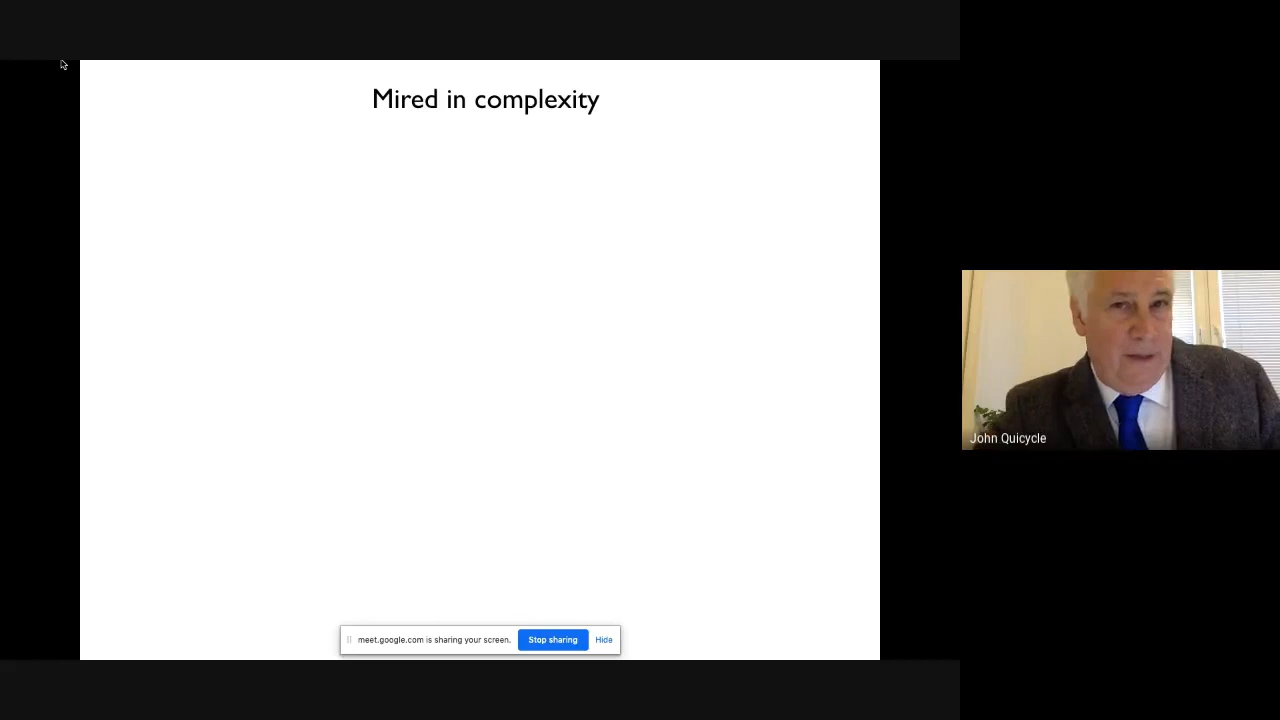 Mired in complexity
John Quicycle
meet.google.com is sharing your screen. Stop sharing Hide